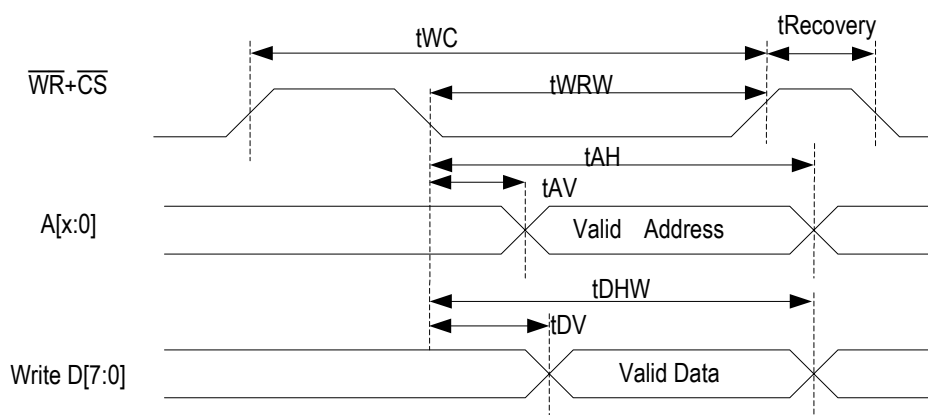 tWC
tRecovery
WR+CS
tWRW
tAH
tAV
A[x:0]
Valid Address
tDHW
tDV
Write D[7:0]
Valid Data